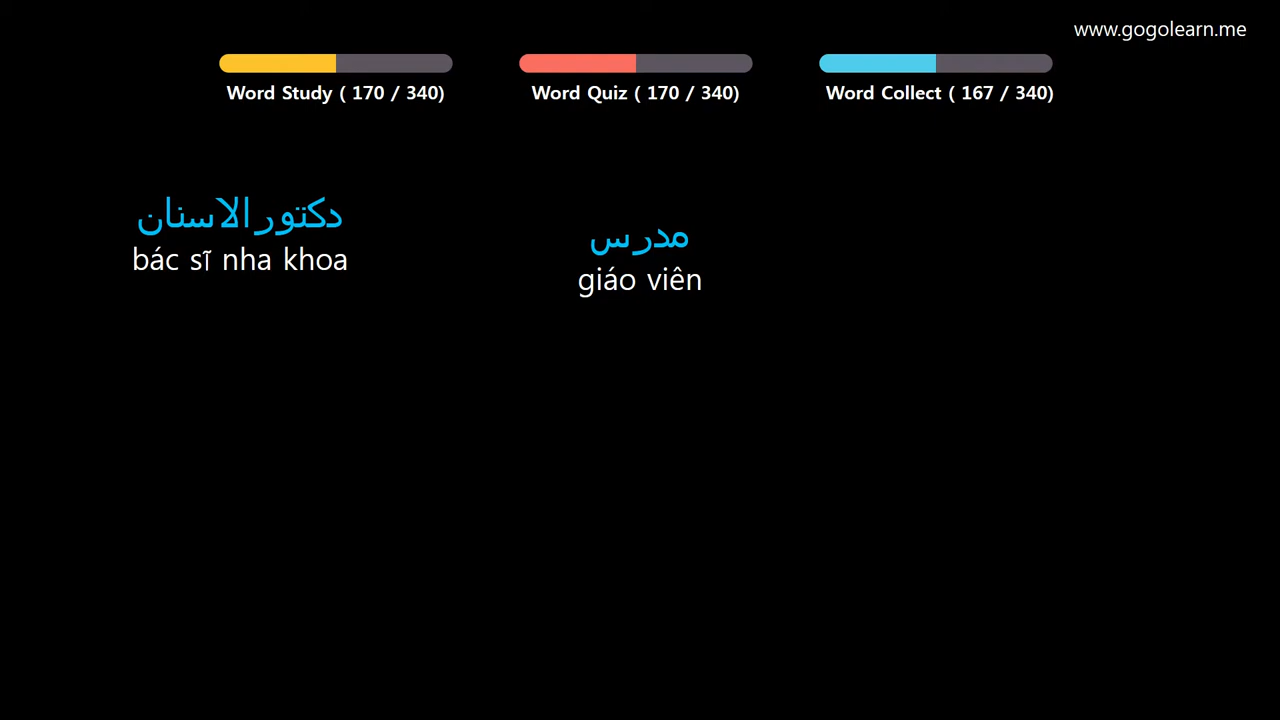 www.gogolearn.me
Word Study ( 170 / 340)
Word Quiz ( 170 / 340)
Word Collect ( 167 / 340)
دكتورالاسنان
bác sĩ nha khoa
مدرس
giáo viên